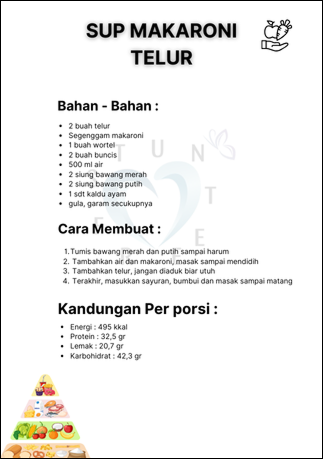 SUP MAKARONI
TELUR
Bahan - Bahan :
• 2 buah telur
• Segenggam makaroni
• 1 buah wortel
• 2 buah buncis
• 500 ml air
• 2 siung bawang merah
• 2 siung bawang putih
• 1 sdt kaldu ayam
• gula, garam secukupnya
Cara Membuat :
1.Tumis bawang merah dan putih sampai harum
2. Tambahkan air dan makaroni, masak sampai mendidih
3. Tambahkan telur, jangan diaduk biar utuh
4. Terakhir, masukkan sayuran, bumbui dan masak sampai matang
Kandungan Per porsi :
• Energi : 495 kkal
• Protein : 32,5 gr
• Lemak : 20,7 gr
• Karbohidrat : 42,3 gr